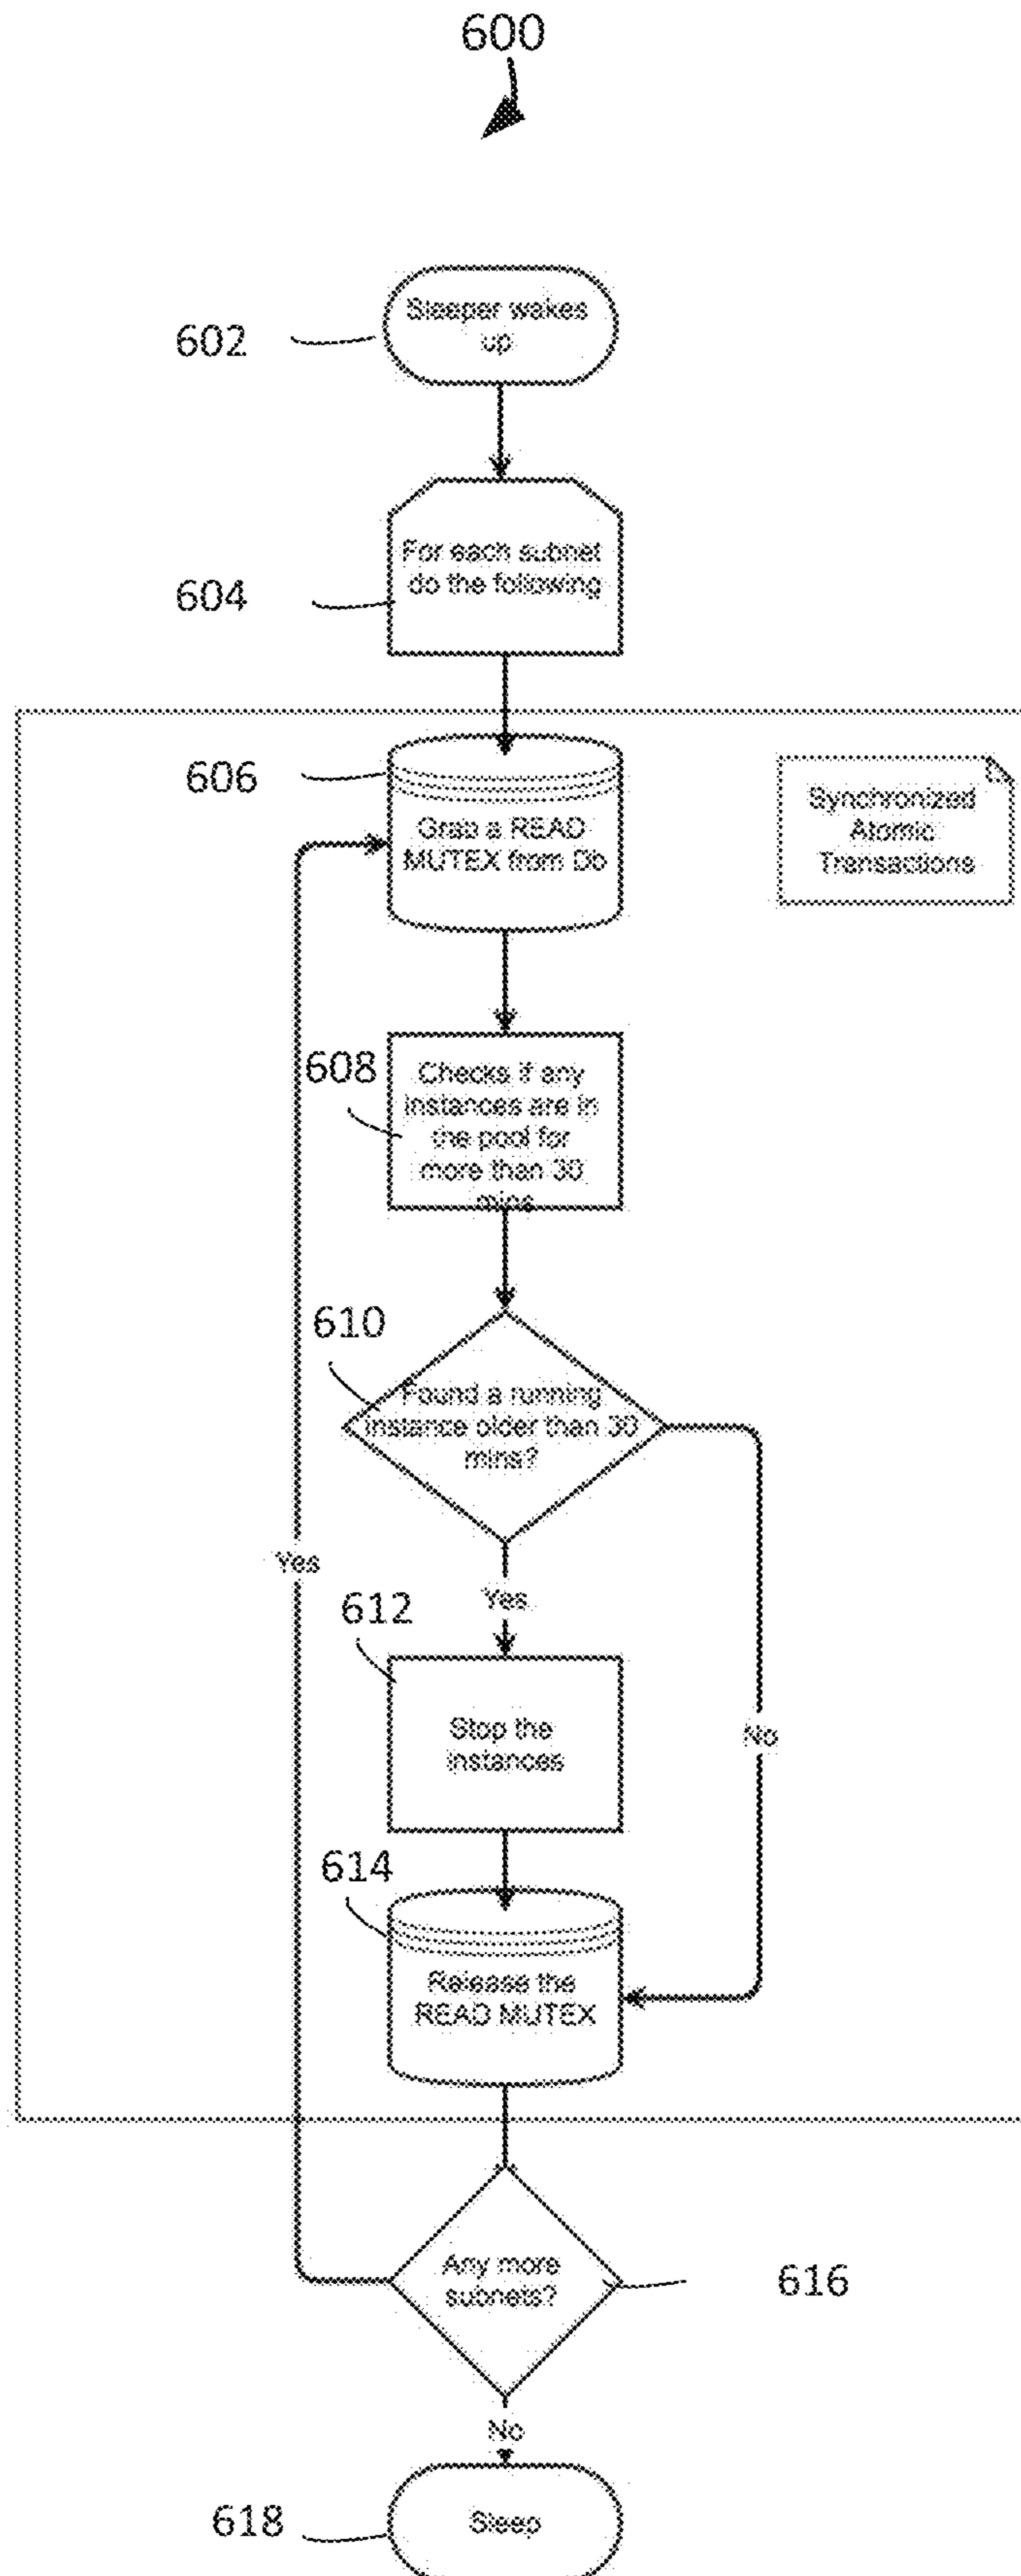 600
602
Sleeper wakes
up
604
For each subnet
do the following
606
Grab a READ
MUTEX from Db
Synchronized
Atomic
Transactions
608
Checks if any
instances are in
the pool for
more than 30
mins
610
Found a running
instance older than 30
mins?
Yes
Yes
612
Stop the
instances
No
614
Release the
READ MUTEX
Any more
subnets?
616
No
618
Sleep